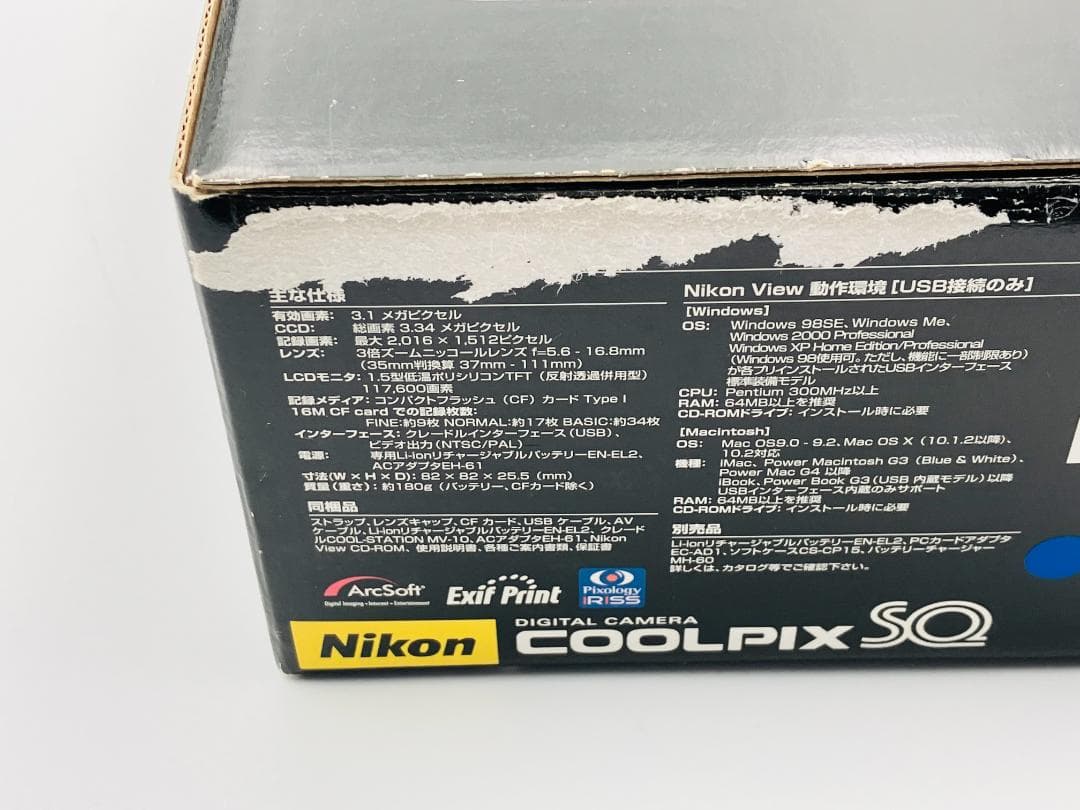 主な仕様
有効画素: 3.1 メガピクセル
CCD: 総画素 3.34 メガピクセル
記録画素: 最大 2,016 × 1,512ピクセル
レンズ: 3倍ズームニッコールレンズ f=5.6 - 16.8mm
(35mm判換算 37mm - 111mm)
LCDモニタ: 1.5型低温ポリシリコンTFT (反射透過併用型)
117,600画素
記録メディア: コンパクトフラッシュ (CF) カード Type I
16M CF card での記録枚数:
FINE:約9枚 NORMAL:約17枚 BASIC:約34枚
インターフェース: クレードルインターフェース (USB)、
ビデオ出力 (NTSC/PAL)
電源: 専用Li-ionリチャージャブルバッテリーEN-EL2、
ACアダプタEH-61
寸法(W × H × D): 82 × 82 × 25.5 (mm)
質量(重さ): 約180g (バッテリー、CFカード除く)
同梱品
ストラップ、レンズキャップ、CF カード、USB ケーブル、AV
ケーブル、Li-ionリチャージャブルバッテリーEN-EL2、クレード
ルCOOL-STATION MV-10、ACアダプタEH-61、Nikon
View CD-ROM、使用説明書、各種ご案内書類、保証書
Nikon View 動作環境 [USB接続のみ]
[Windows]
OS: Windows 98SE、Windows Me、
Windows 2000 Professional
Windows XP Home Edition/Professional
(Windows 98使用可。ただし、機能に一部制限あり)
が各プリインストールされたUSBインターフェース
標準装備モデル
CPU: Pentium 300MHz以上
RAM: 64MB以上を推奨
CD-ROMドライブ: インストール時に必要
[Macintosh]
OS: Mac OS9.0 - 9.2、Mac OS X (10.1.2以降)、
10.2対応
機種: iMac、Power Macintosh G3 (Blue & White)、
Power Mac G4 以降
iBook、Power Book G3 (USB 内蔵モデル) 以降
USBインターフェース内蔵のみサポート
RAM: 64MB以上を推奨
CD-ROMドライブ: インストール時に必要
別売品
Li-ionリチャージャブルバッテリーEN-EL2、PCカードアダプタ
EC-AD1、ソフトケースCS-CP15、バッテリーチャージャー
MH-60
詳しくは、カタログ等でご確認下さい。
ArcSoft
Digital Imaging • Internet • Entertainment
Exif Print
Pixology
iRISS
Nikon
DIGITAL CAMERA
COOLPIX SQ